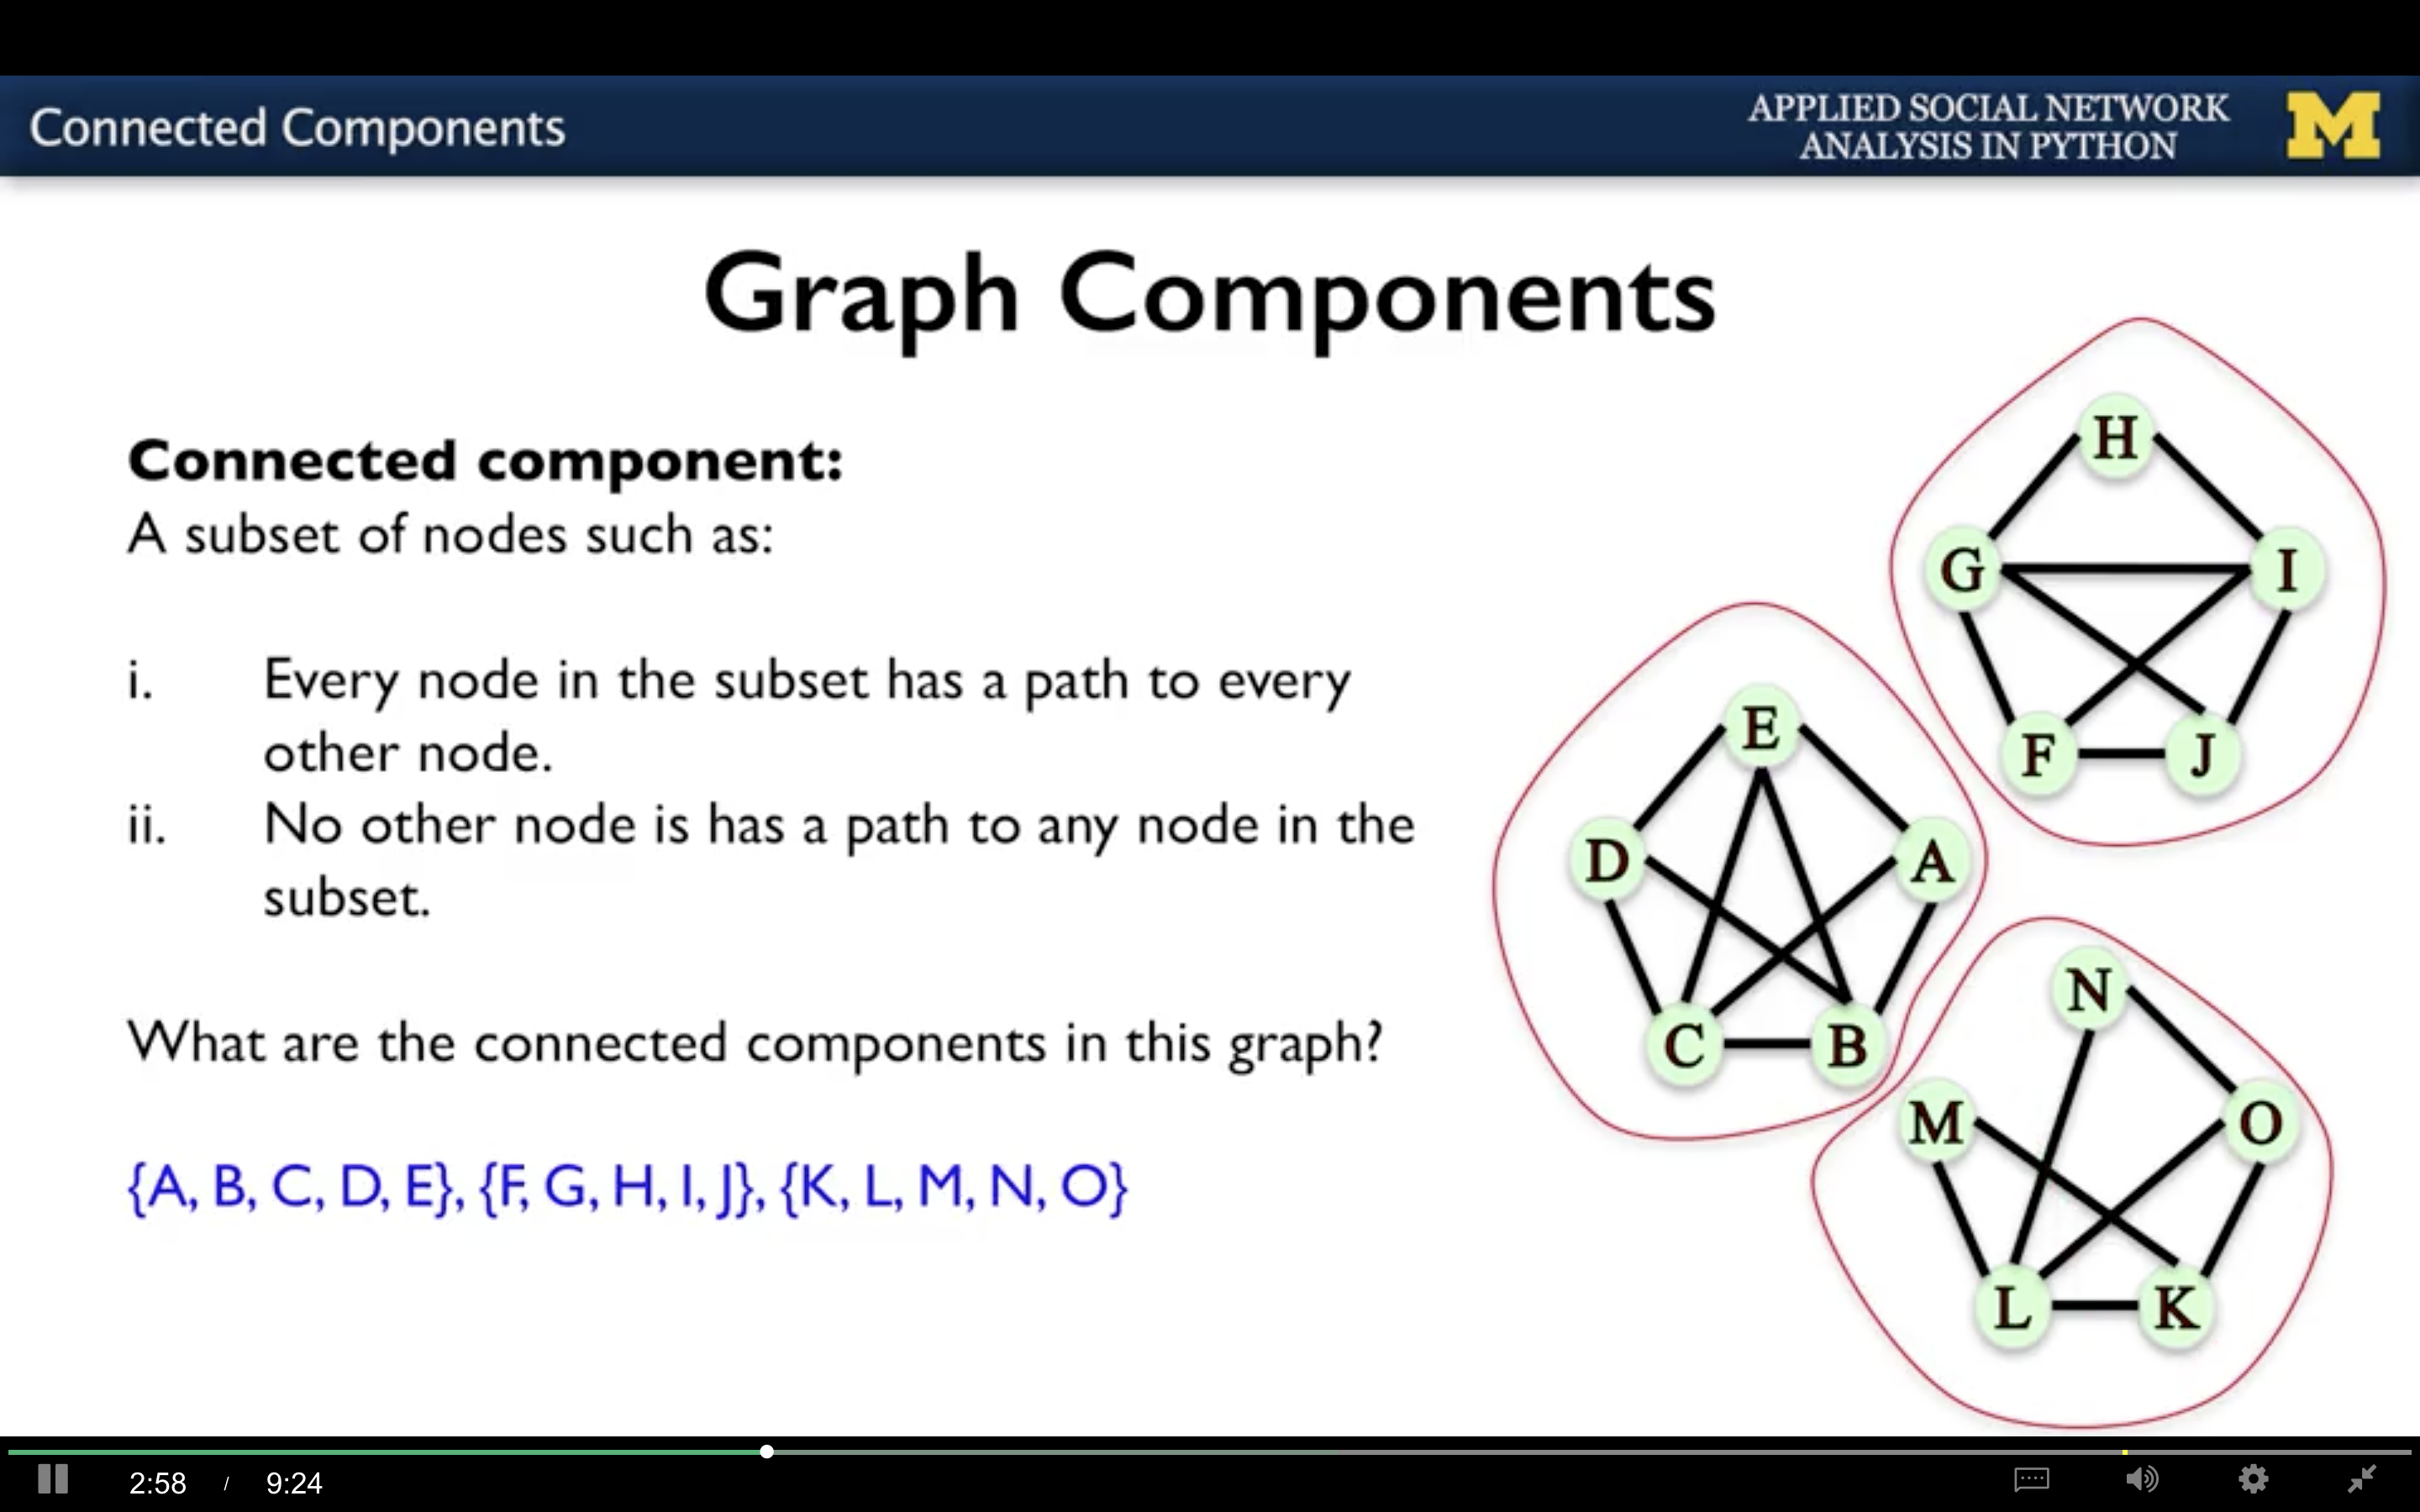 Connected Components
APPLIED SOCIAL NETWORK
ANALYSIS IN PYTHON
M
Graph Components
Connected component:
A subset of nodes such as:
i. Every node in the subset has a path to every
other node.
ii. No other node is has a path to any node in the
subset.
What are the connected components in this graph?
{A, B, C, D, E}, {F, G, H, I, J}, {K, L, M, N, O}
H
G
I
F
J
E
D
A
C
B
N
M
O
L
K
2:58 / 9:24